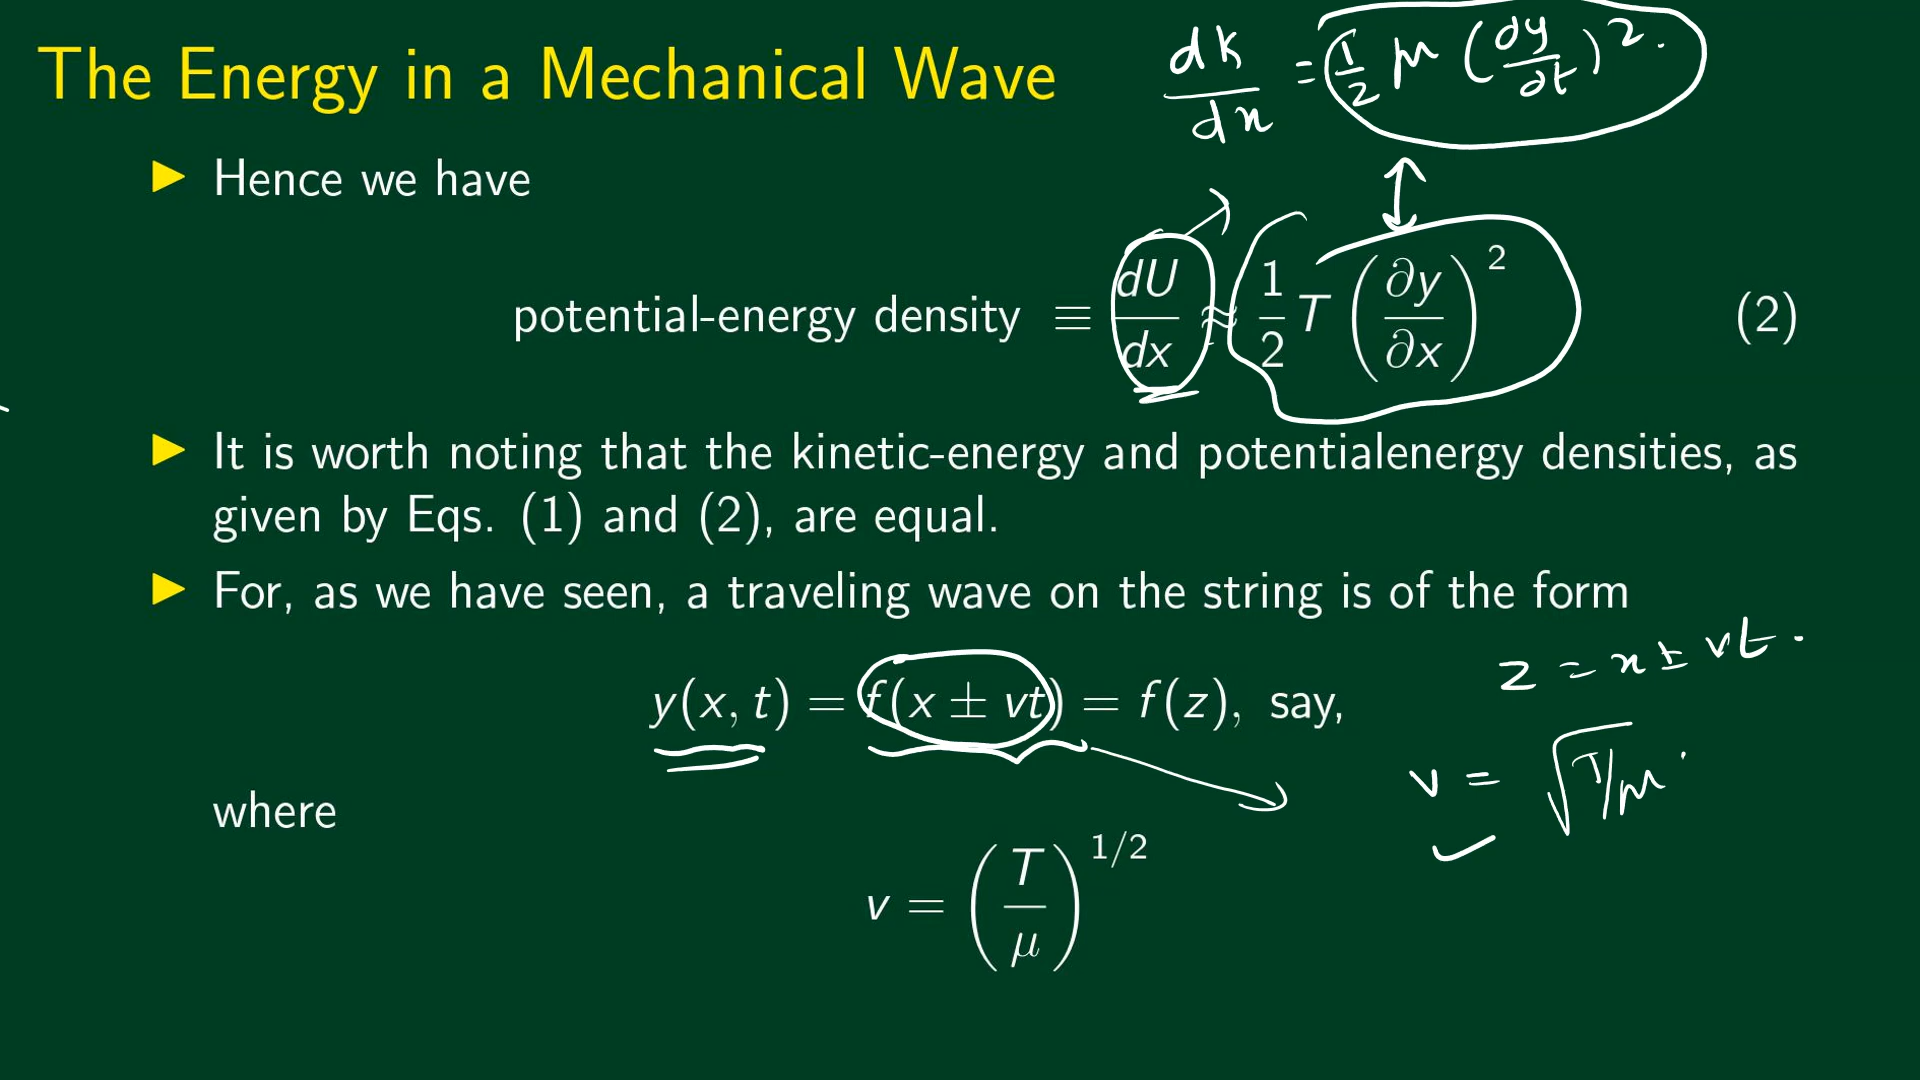 The Energy in a Mechanical Wave
dk/dx = 1/2 μ (∂y/∂t)^2.
▶ Hence we have
potential-energy density ≡ dU/dx ≈ 1/2 T (∂y/∂x)^2 (2)
▶ It is worth noting that the kinetic-energy and potentialenergy densities, as
given by Eqs. (1) and (2), are equal.
▶ For, as we have seen, a traveling wave on the string is of the form
z = x ± vt.
y(x, t) = f(x ± vt) = f(z), say,
v = √T/μ.
where
v = (T/μ)^1/2